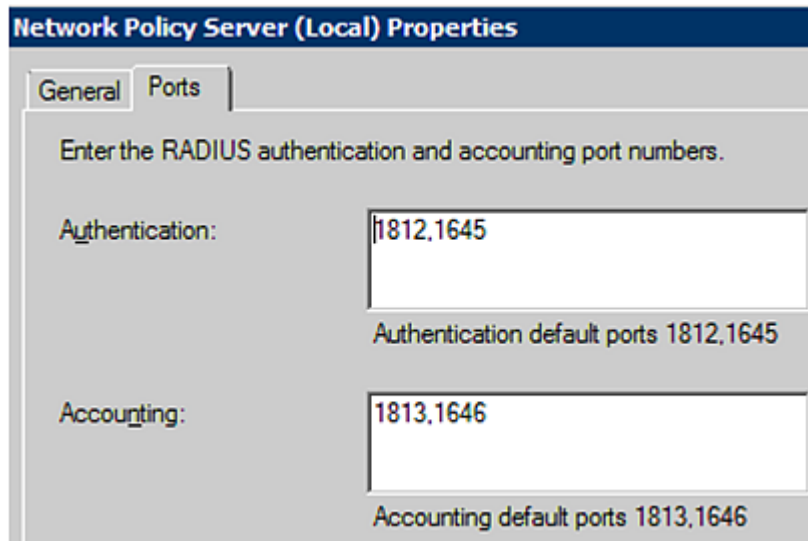 Network Policy Server (Local) Properties
General Ports
Enter the RADIUS authentication and accounting port numbers.
Authentication: 1812,1645
Authentication default ports 1812,1645
Accounting: 1813,1646
Accounting default ports 1813,1646